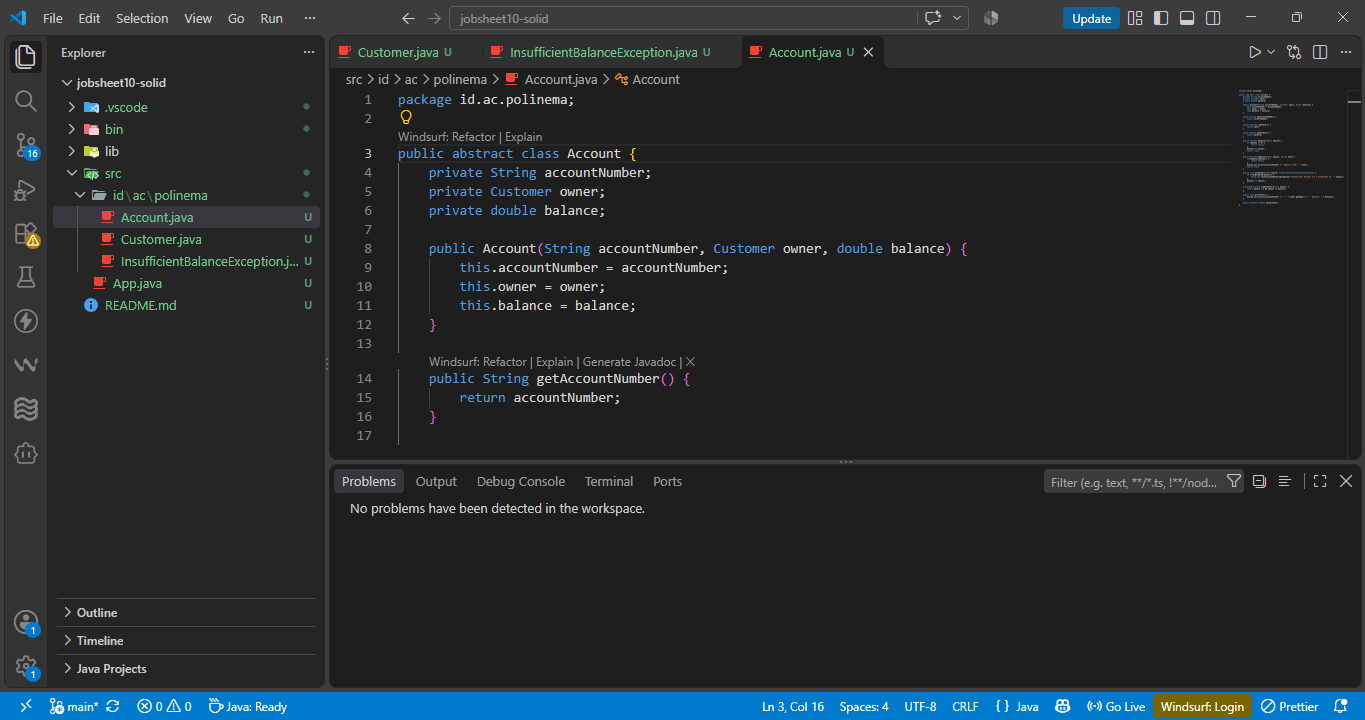 File Edit Selection View Go Run ···
jobsheet10-solid
Update
Explorer
jobsheet10-solid
.vscode
bin
lib
src
id\ac\polinema
Account.java U
Customer.java U
InsufficientBalanceException.j... U
App.java U
README.md U
Outline
Timeline
Java Projects
16
1
1
Customer.java U
InsufficientBalanceException.java U
Account.java U
src > id > ac > polinema > Account.java > Account
1 package id.ac.polinema;
2
Windsurf: Refactor | Explain
3 public abstract class Account {
4 private String accountNumber;
5 private Customer owner;
6 private double balance;
7
8 public Account(String accountNumber, Customer owner, double balance) {
9 this.accountNumber = accountNumber;
10 this.owner = owner;
11 this.balance = balance;
12 }
13
Windsurf: Refactor | Explain | Generate Javadoc | ✕
14 public String getAccountNumber() {
15 return accountNumber;
16 }
17
Problems Output Debug Console Terminal Ports
Filter (e.g. text, **/*.ts, !**/nod...
No problems have been detected in the workspace.
main* 0 0 Java: Ready
Ln 3, Col 16 Spaces: 4 UTF-8 CRLF { } Java Go Live Windsurf: Login Prettier